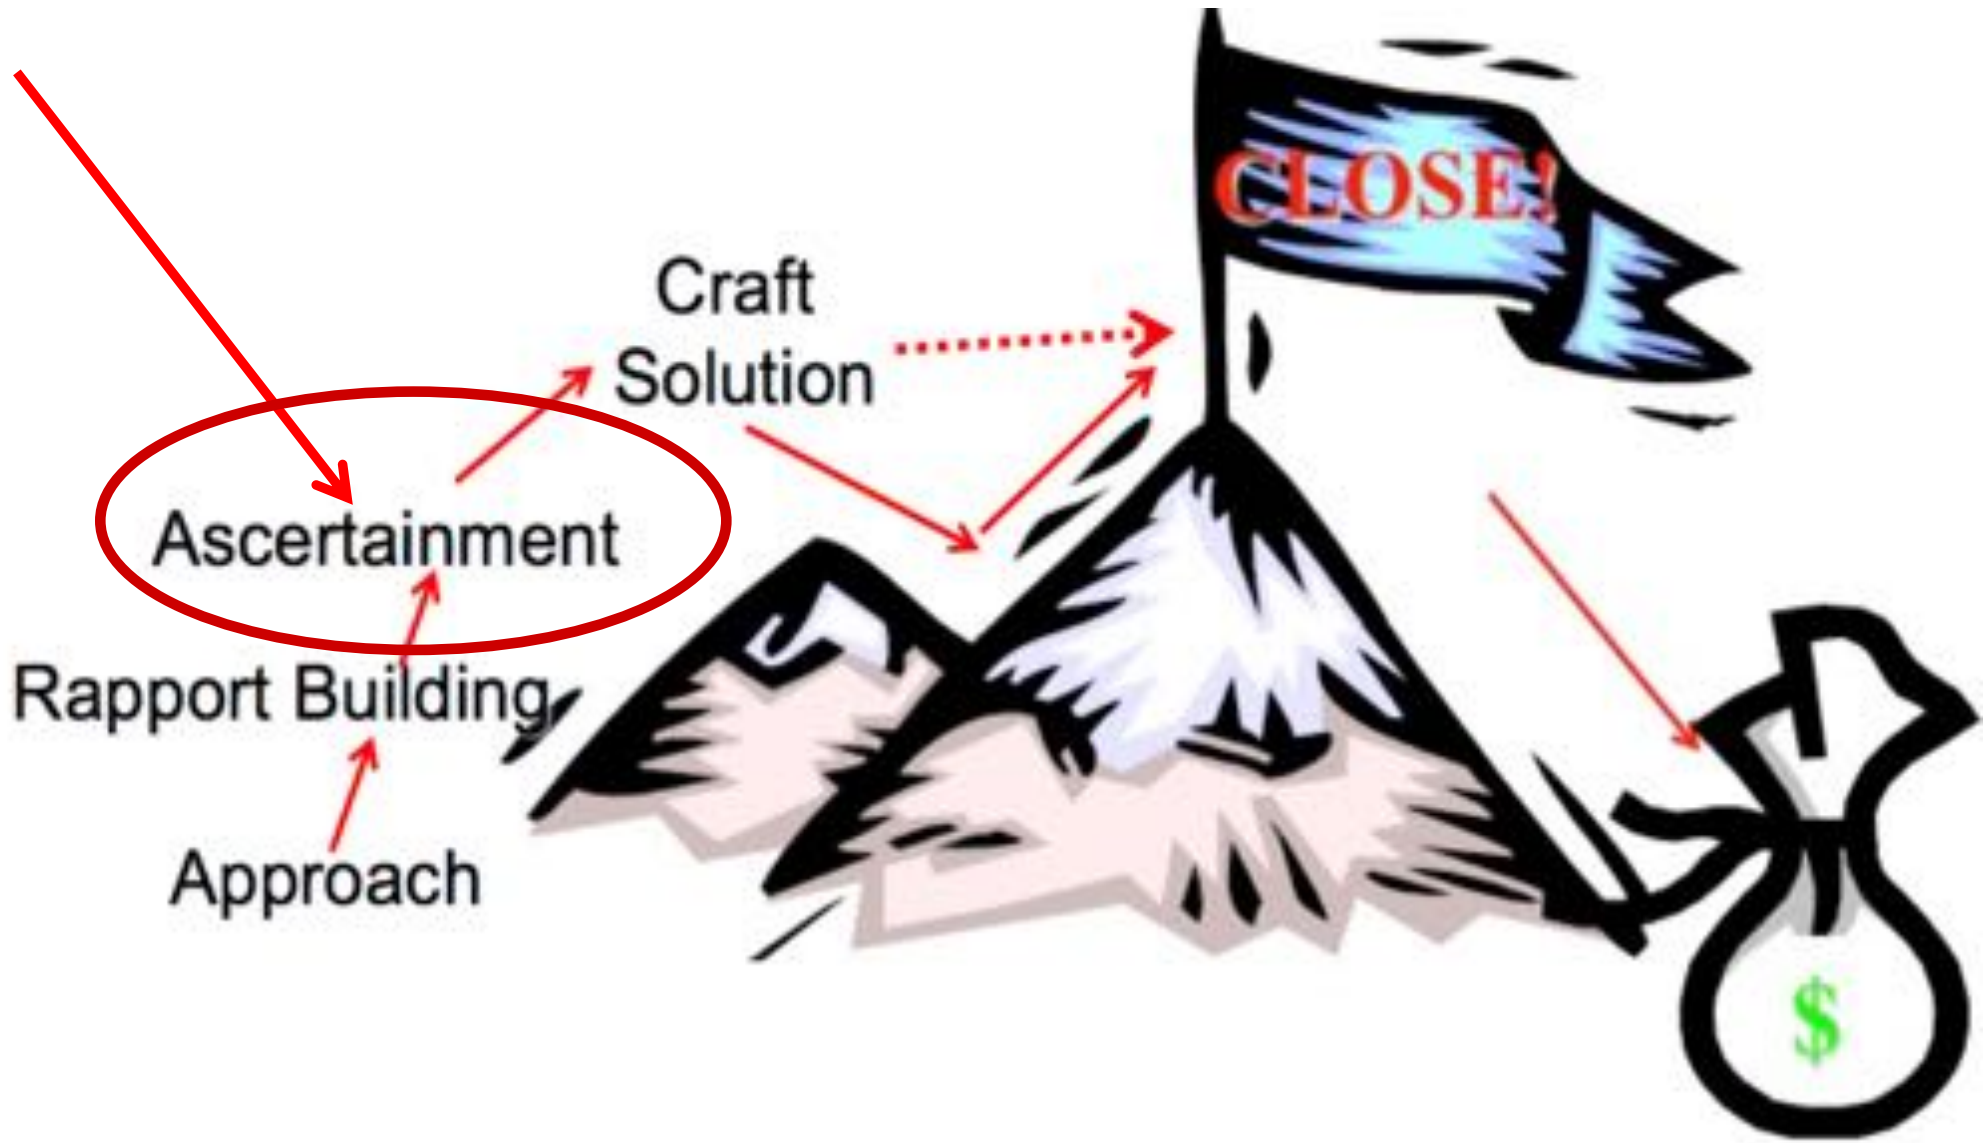 CLOSE!
Craft
Solution
Ascertainment
Rapport Building
Approach
$